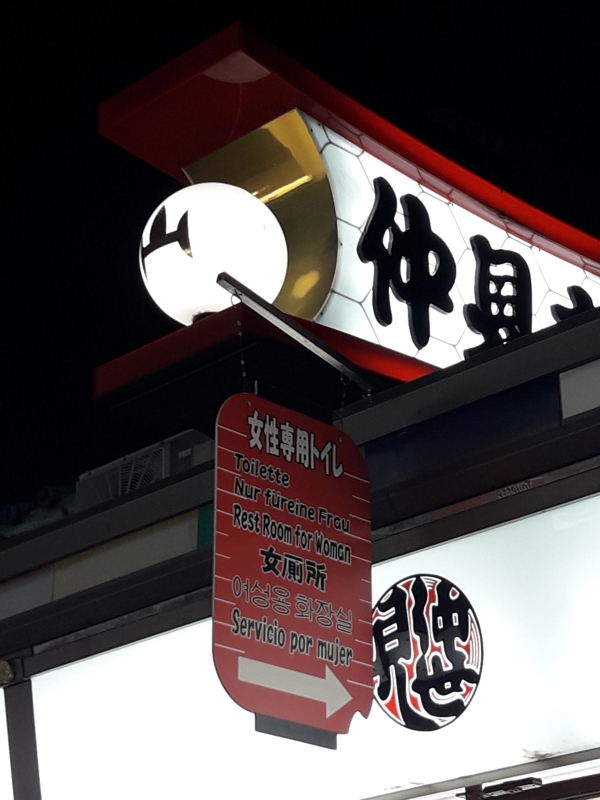 仲見
女性専用トイレ
Toilette
Nur füreine Frau
Rest Room for Woman
女厠所
여성용 화장실
Servicio por mujer